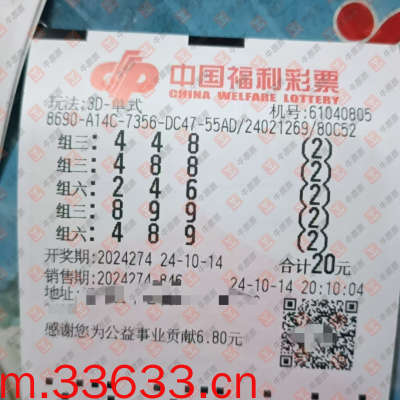 中国福利彩票
CHINA WELFARE LOTTERY
玩法:3D-单式 机号:61040805
8690-A14C-7356-DC47-55AD/24021269/80C52
组三: 4 4 8 (2)
组三: 4 4 8 (2)
组六: 2 4 6 (2)
组三: 8 9 9 (2)
组六: 4 8 9 (2)
开奖期:2024274 24-10-14 合计20元
销售期:2024274-846 24-10-14 20:10:04
地址:
感谢您为公益事业贡献6.80元
m.33633.cn